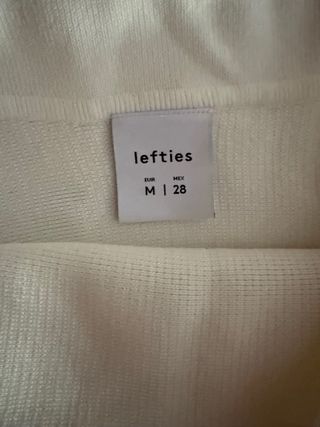 lefties
EUR MEX
M | 28